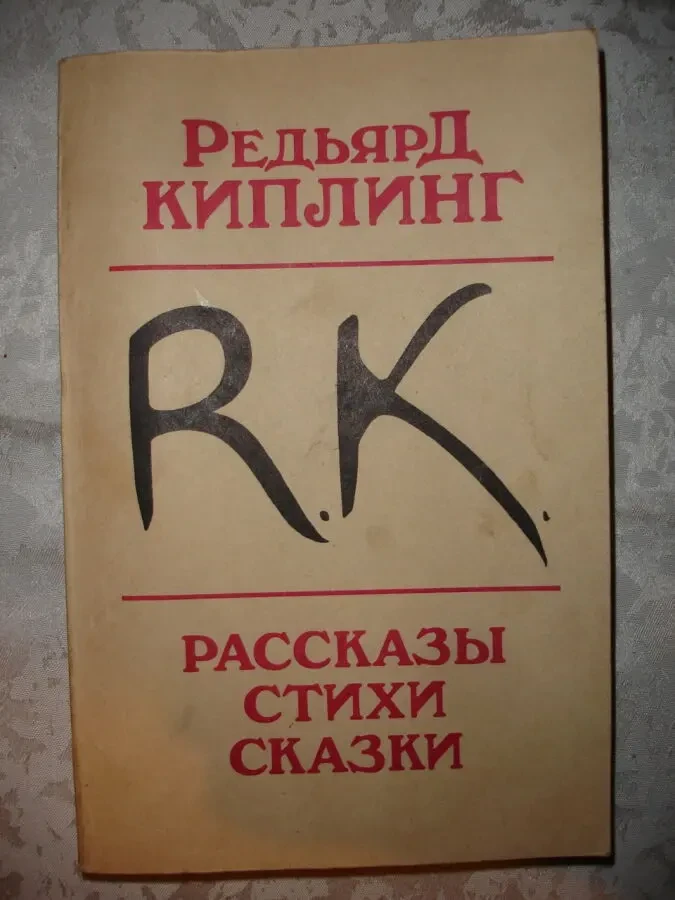 Редьярд
Киплинг
R.K.
Рассказы
стихи
сказки